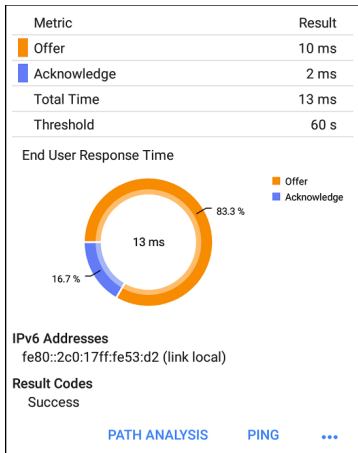 Metric Result
Offer 10 ms
Acknowledge 2 ms
Total Time 13 ms
Threshold 60 s
End User Response Time
Offer
Acknowledge
83.3 %
13 ms
16.7 %
IPv6 Addresses
fe80::2c0:17ff:fe53:d2 (link local)
Result Codes
Success
PATH ANALYSIS PING •••